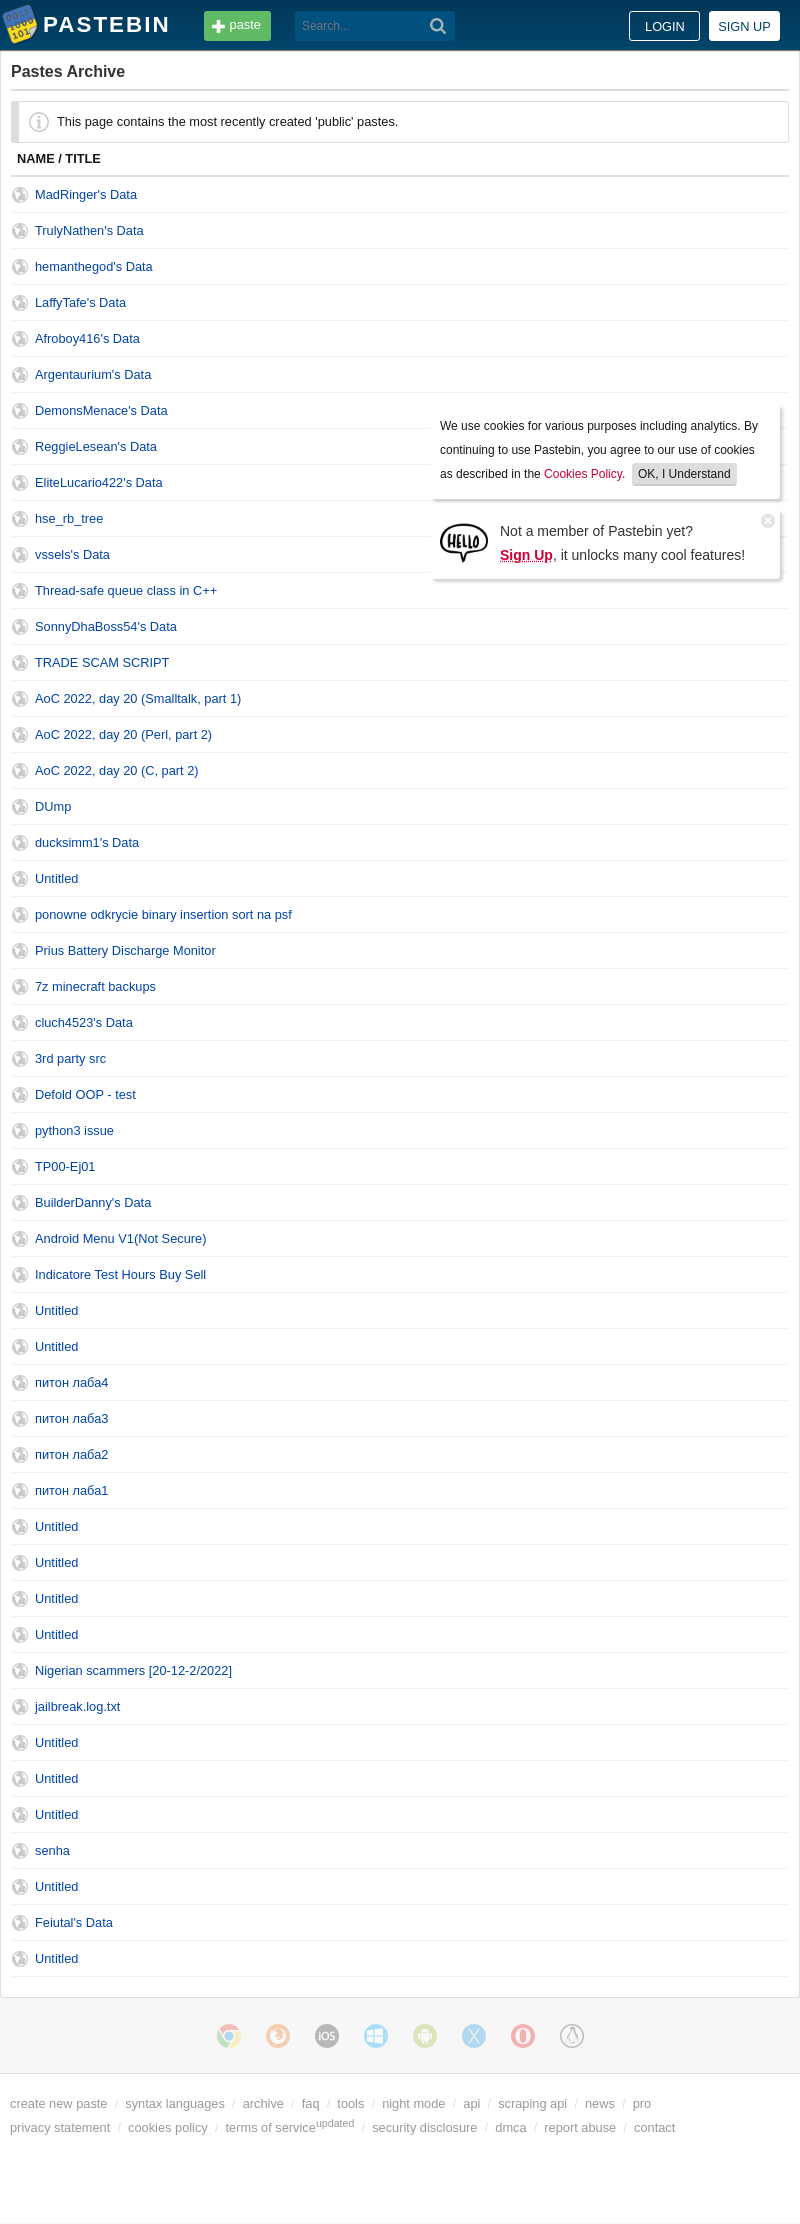 PASTEBIN
paste
Search...
LOGIN
SIGN UP
Pastes Archive
This page contains the most recently created 'public' pastes.
NAME / TITLE
MadRinger's Data
TrulyNathen's Data
hemanthegod's Data
LaffyTafe's Data
Afroboy416's Data
Argentaurium's Data
DemonsMenace's Data
ReggieLesean's Data
EliteLucario422's Data
hse_rb_tree
vssels's Data
We use cookies for various purposes including analytics. By
continuing to use Pastebin, you agree to our use of cookies
as described in the Cookies Policy. OK, I Understand
HELLO
Not a member of Pastebin yet?
Sign Up, it unlocks many cool features!
Thread-safe queue class in C++
SonnyDhaBoss54's Data
TRADE SCAM SCRIPT
AoC 2022, day 20 (Smalltalk, part 1)
AoC 2022, day 20 (Perl, part 2)
AoC 2022, day 20 (C, part 2)
DUmp
ducksimm1's Data
Untitled
ponowne odkrycie binary insertion sort na psf
Prius Battery Discharge Monitor
7z minecraft backups
cluch4523's Data
3rd party src
Defold OOP - test
python3 issue
TP00-Ej01
BuilderDanny's Data
Android Menu V1(Not Secure)
Indicatore Test Hours Buy Sell
Untitled
Untitled
питон лаба4
питон лаба3
питон лаба2
питон лаба1
Untitled
Untitled
Untitled
Untitled
Nigerian scammers [20-12-2/2022]
jailbreak.log.txt
Untitled
Untitled
Untitled
senha
Untitled
Feiutal's Data
Untitled
iOS
create new paste / syntax languages / archive / faq / tools / night mode / api / scraping api / news / pro
privacy statement / cookies policy / terms of service updated / security disclosure / dmca / report abuse / contact